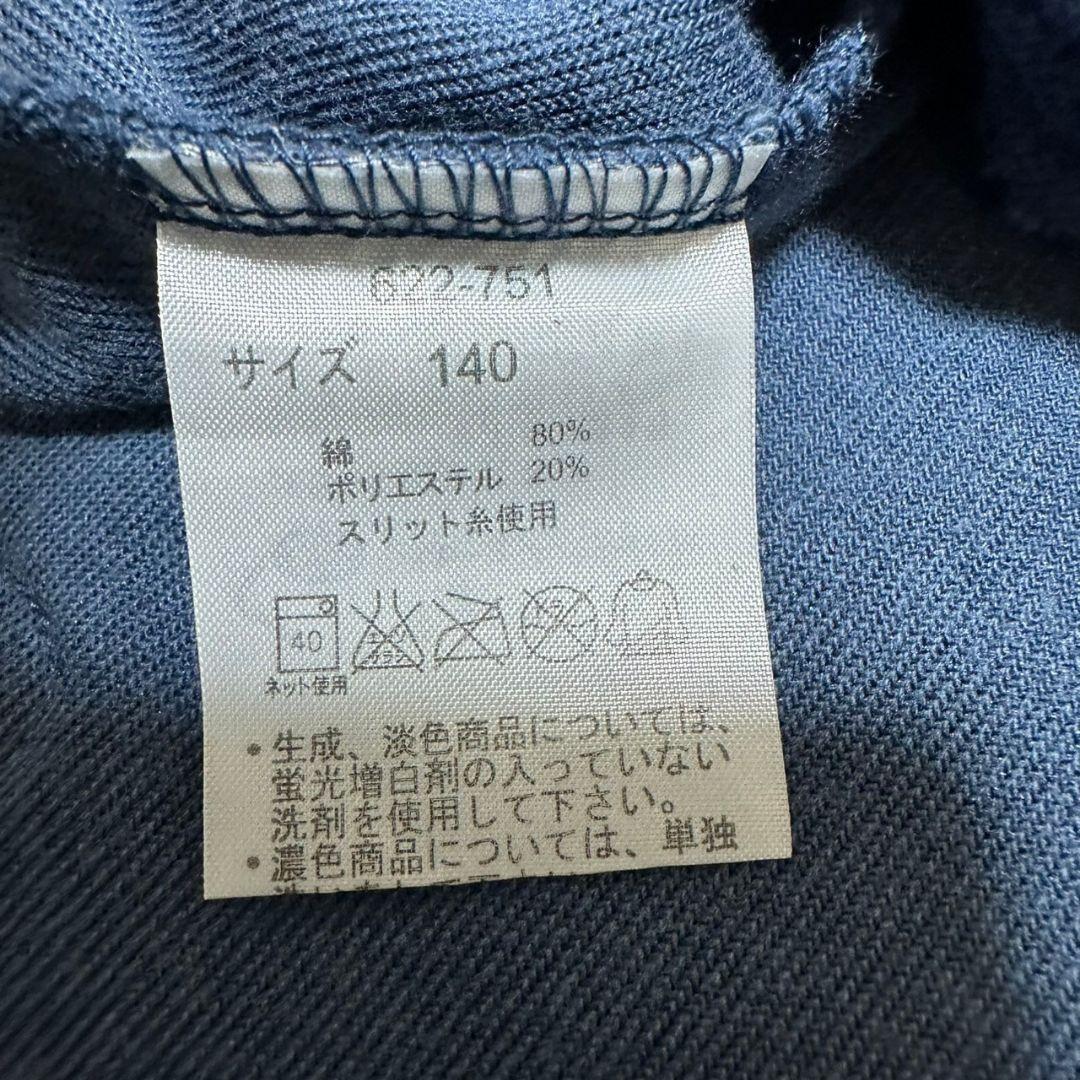 622-751
サイズ 140
綿 80%
ポリエステル 20%
スリット糸使用
40
ネット使用
・生成、淡色商品については、
蛍光増白剤の入っていない
洗剤を使用して下さい。
・濃色商品については、単独